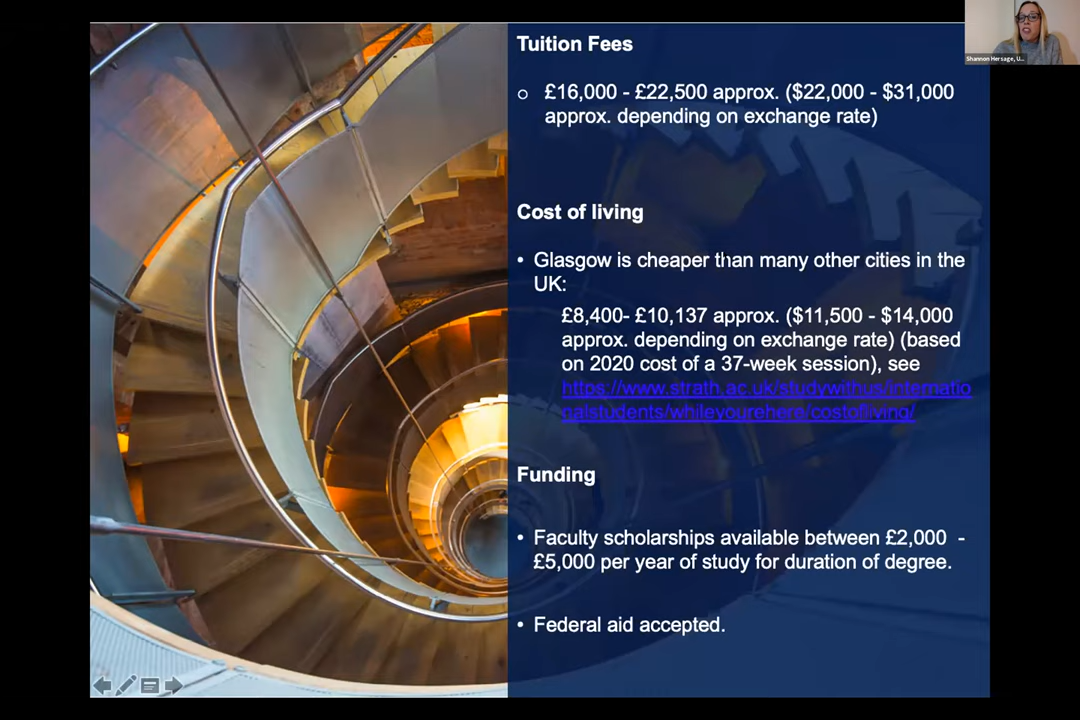 Tuition Fees
£16,000 - £22,500 approx. ($22,000 - $31,000
approx. depending on exchange rate)
Cost of living
Glasgow is cheaper than many other cities in the
UK:
£8,400- £10,137 approx. ($11,500 - $14,000
approx. depending on exchange rate) (based
on 2020 cost of a 37-week session), see
https://www.strath.ac.uk/studywithus/internatio
nalstudents/whileyourehere/costofliving/
Funding
Faculty scholarships available between £2,000 -
£5,000 per year of study for duration of degree.
Federal aid accepted.
Shannon Hersage, U...